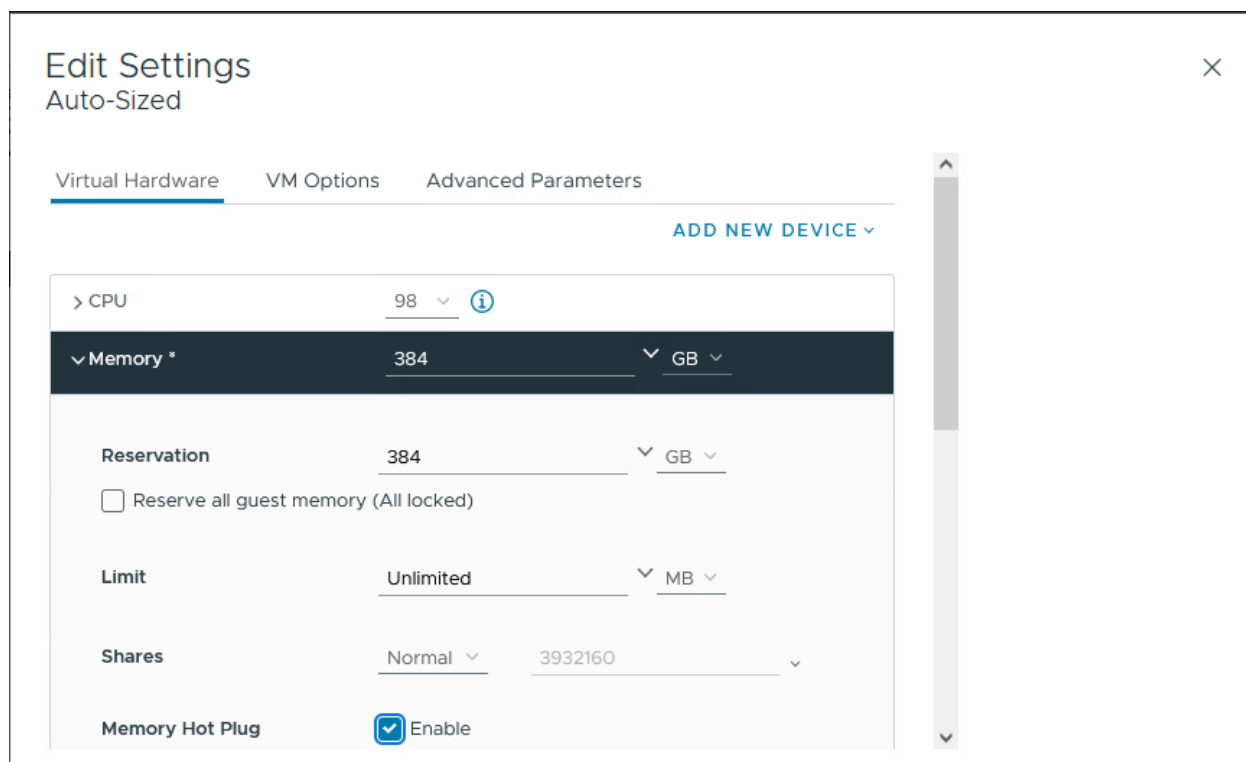 Edit Settings
Auto-Sized
Virtual Hardware VM Options Advanced Parameters
ADD NEW DEVICE
CPU 98
Memory * 384 GB
Reservation 384 GB
Reserve all guest memory (All locked)
Limit Unlimited MB
Shares Normal 3932160
Memory Hot Plug Enable